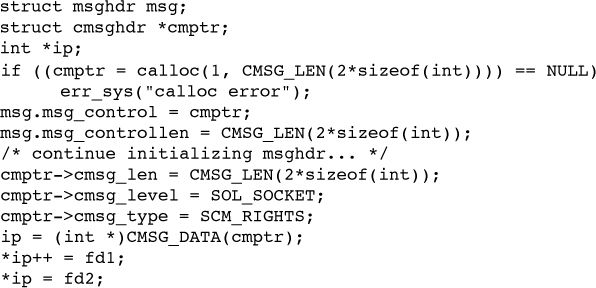 struct msghdr msg;
struct cmsghdr *cmptr;
int *ip;
if ((cmptr = calloc(1, CMSG_LEN(2*sizeof(int)))) == NULL)
      err_sys("calloc error");
msg.msg_control = cmptr;
msg.msg_controllen = CMSG_LEN(2*sizeof(int));
/* continue initializing msghdr... */
cmptr->cmsg_len = CMSG_LEN(2*sizeof(int));
cmptr->cmsg_level = SOL_SOCKET;
cmptr->cmsg_type = SCM_RIGHTS;
ip = (int *)CMSG_DATA(cmptr);
*ip++ = fd1;
*ip = fd2;